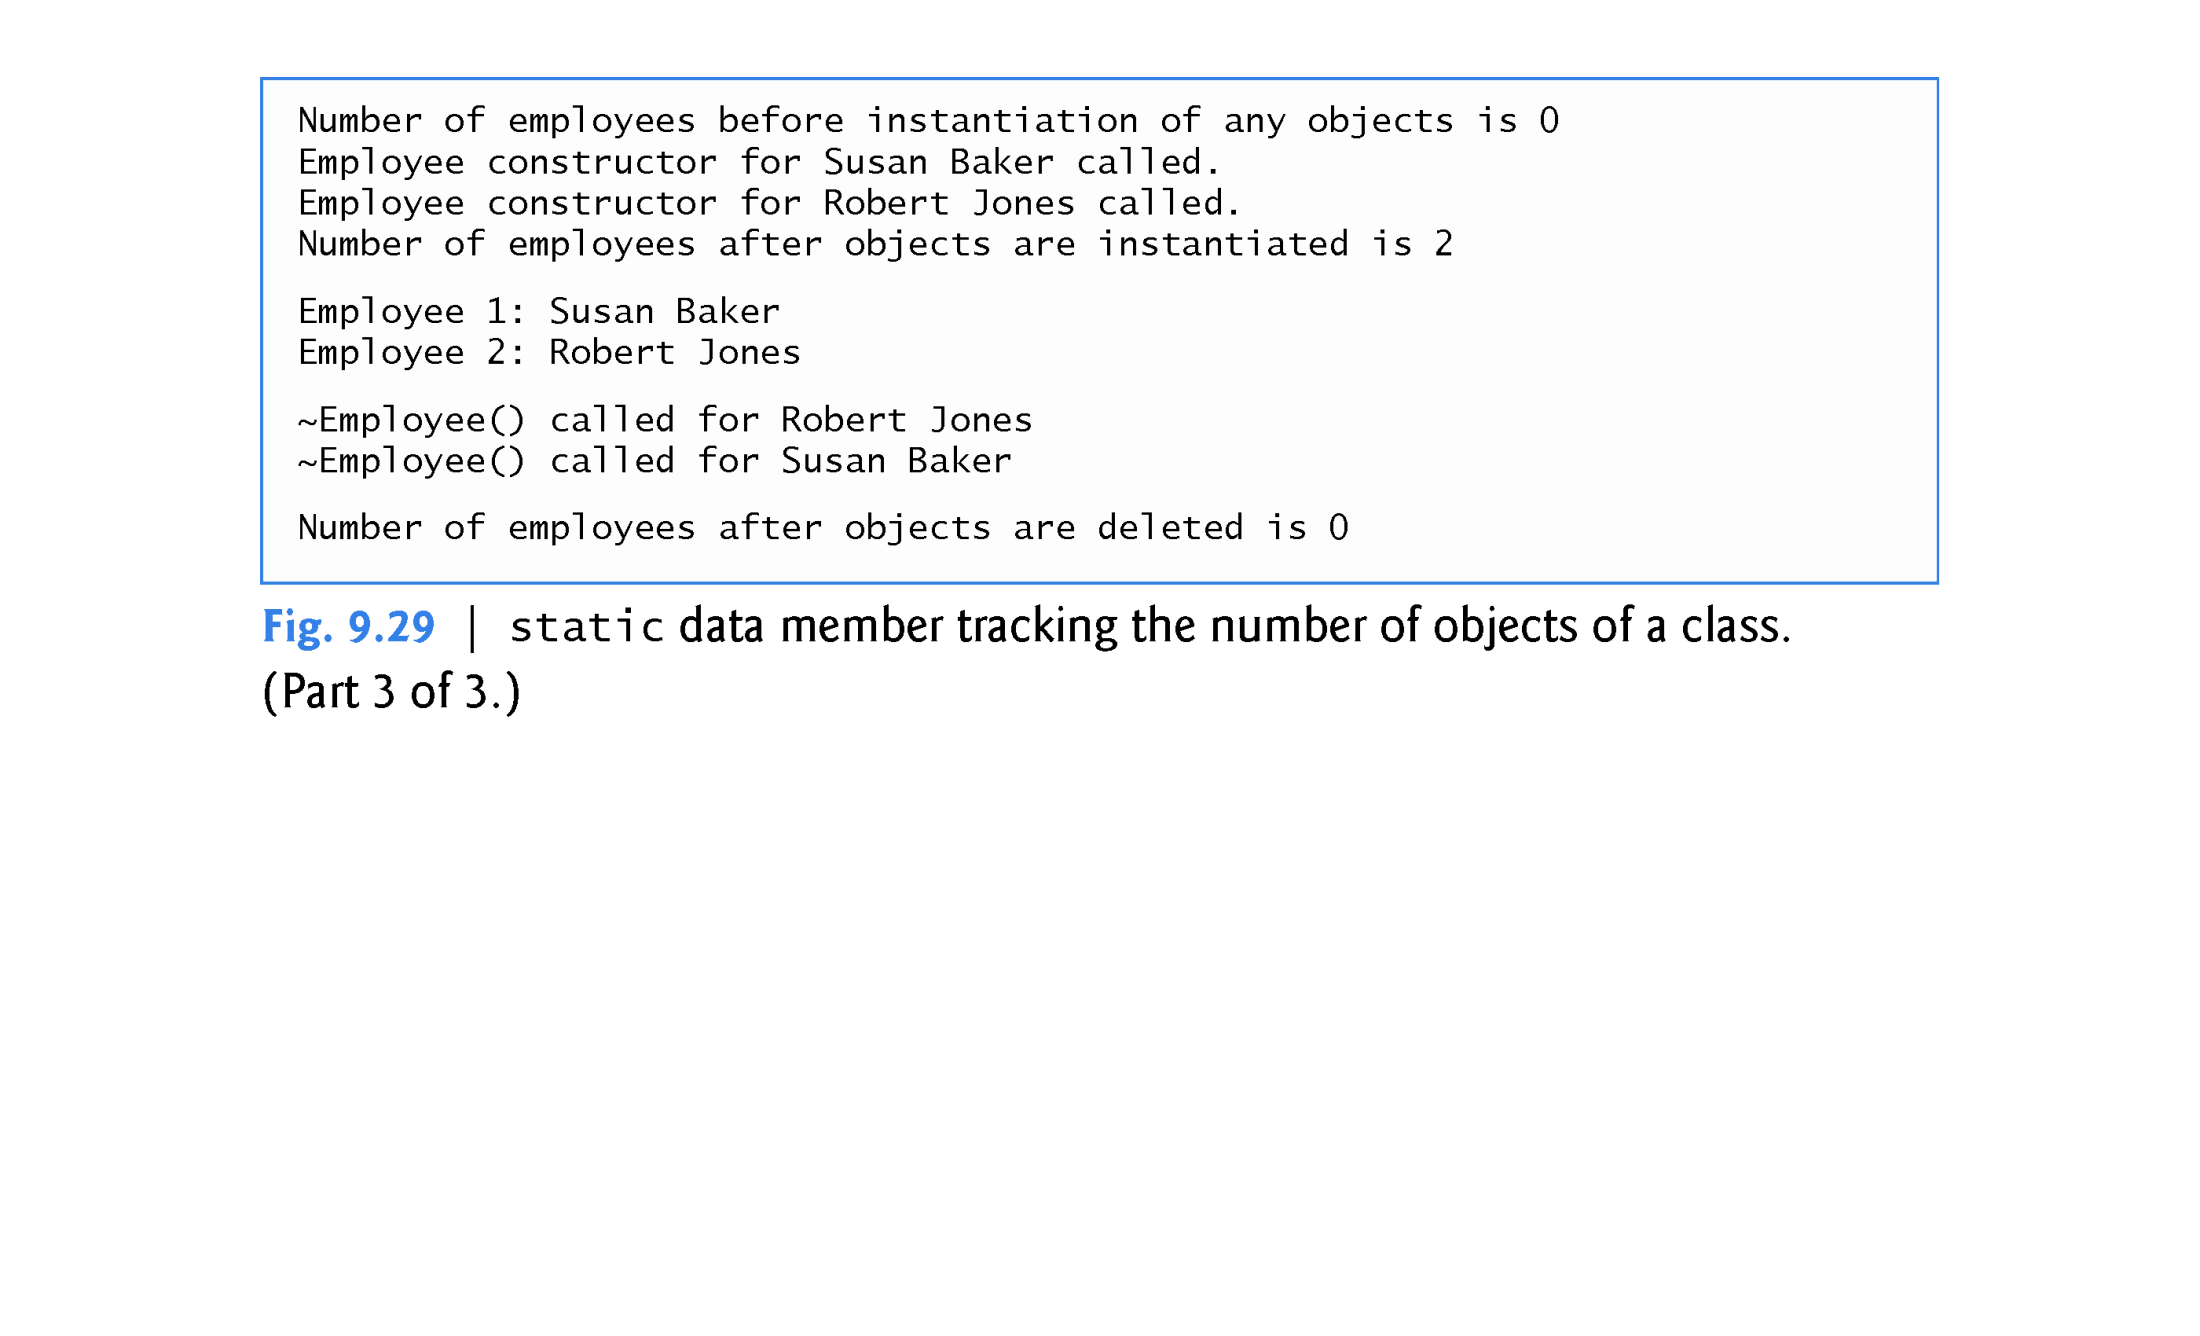 Number of employees before instantiation of any objects is 0
Employee constructor for Susan Baker called.
Employee constructor for Robert Jones called.
Number of employees after objects are instantiated is 2
Employee 1: Susan Baker
Employee 2: Robert Jones
~Employee() called for Robert Jones
~Employee() called for Susan Baker
Number of employees after objects are deleted is 0
Fig. 9.29 | static data member tracking the number of objects of a class.
(Part 3 of 3.)